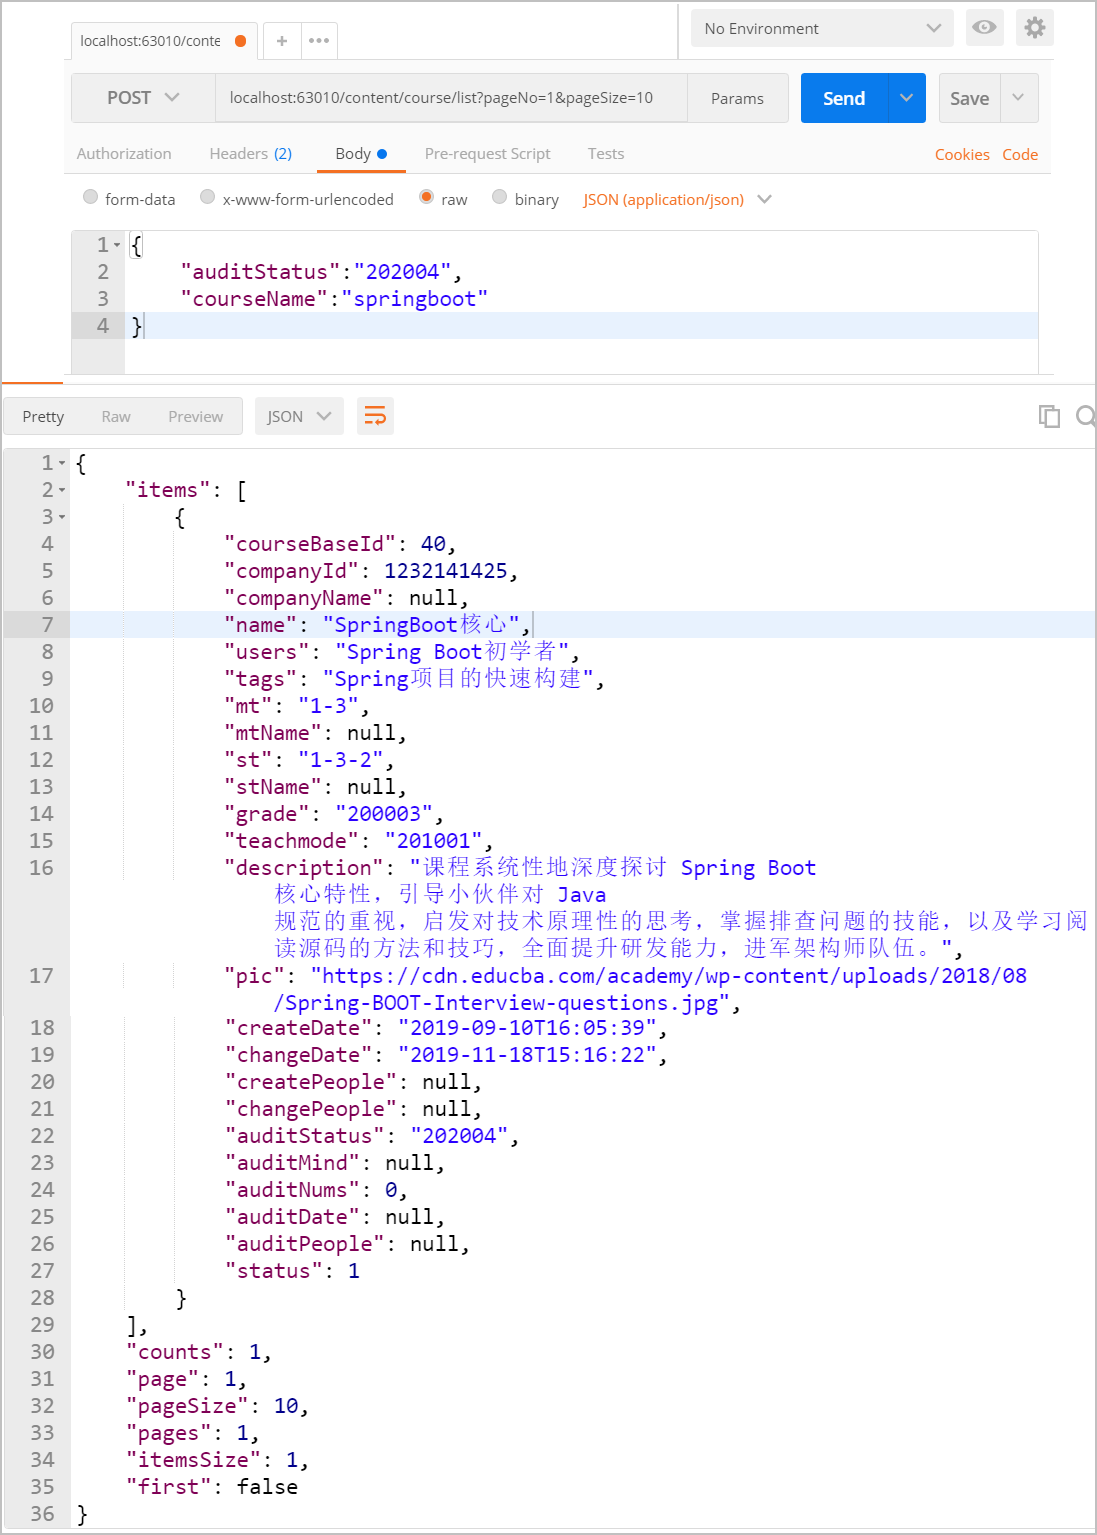 localhost:63010/conte
+
•••
No Environment
POST
localhost:63010/content/course/list?pageNo=1&pageSize=10
Params
Send
Save
Authorization
Headers (2)
Body
Pre-request Script
Tests
Cookies
Code
form-data
x-www-form-urlencoded
raw
binary
JSON (application/json)
1 {
2 "auditStatus":"202004",
3 "courseName":"springboot"
4 }
Pretty
Raw
Preview
JSON
1 {
2 "items": [
3 {
4 "courseBaseId": 40,
5 "companyId": 1232141425,
6 "companyName": null,
7 "name": "SpringBoot核心",
8 "users": "Spring Boot初学者",
9 "tags": "Spring项目的快速构建",
10 "mt": "1-3",
11 "mtName": null,
12 "st": "1-3-2",
13 "stName": null,
14 "grade": "200003",
15 "teachmode": "201001",
16 "description": "课程系统性地深度探讨 Spring Boot
核心特性，引导小伙伴对 Java
规范的重视，启发对技术原理性的思考，掌握排查问题的技能，以及学习阅
读源码的方法和技巧，全面提升研发能力，进军架构师队伍。",
17 "pic": "https://cdn.educba.com/academy/wp-content/uploads/2018/08
/Spring-BOOT-Interview-questions.jpg",
18 "createDate": "2019-09-10T16:05:39",
19 "changeDate": "2019-11-18T15:16:22",
20 "createPeople": null,
21 "changePeople": null,
22 "auditStatus": "202004",
23 "auditMind": null,
24 "auditNums": 0,
25 "auditDate": null,
26 "auditPeople": null,
27 "status": 1
28 }
29 ],
30 "counts": 1,
31 "page": 1,
32 "pageSize": 10,
33 "pages": 1,
34 "itemsSize": 1,
35 "first": false
36 }